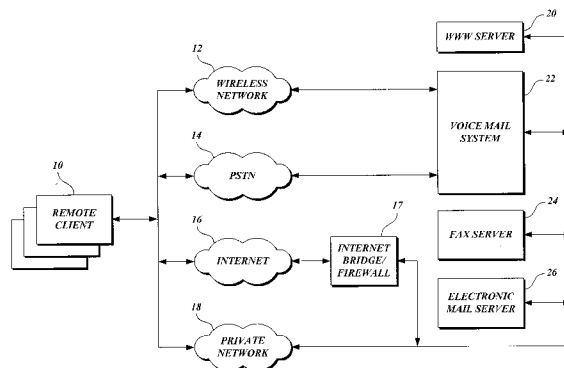 20
WWW SERVER
12
WIRELESS
NETWORK
22
VOICE MAIL
SYSTEM
14
PSTN
10
REMOTE
CLIENT
16
INTERNET
17
INTERNET
BRIDGE/
FIREWALL
24
FAX SERVER
26
ELECTRONIC
MAIL SERVER
18
PRIVATE
NETWORK